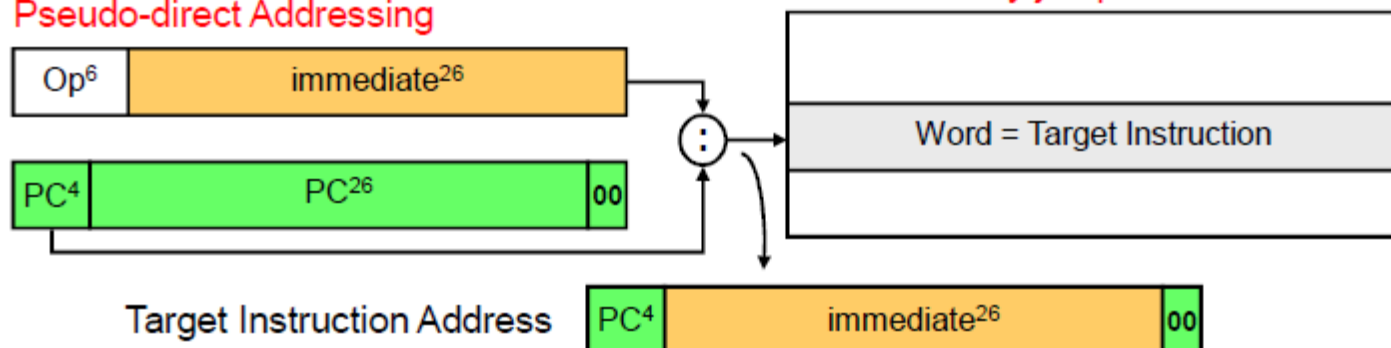 Pseudo-direct Addressing
Op⁶ immediate²⁶
:
Word = Target Instruction
PC⁴ PC²⁶ 00
Target Instruction Address PC⁴ immediate²⁶ 00